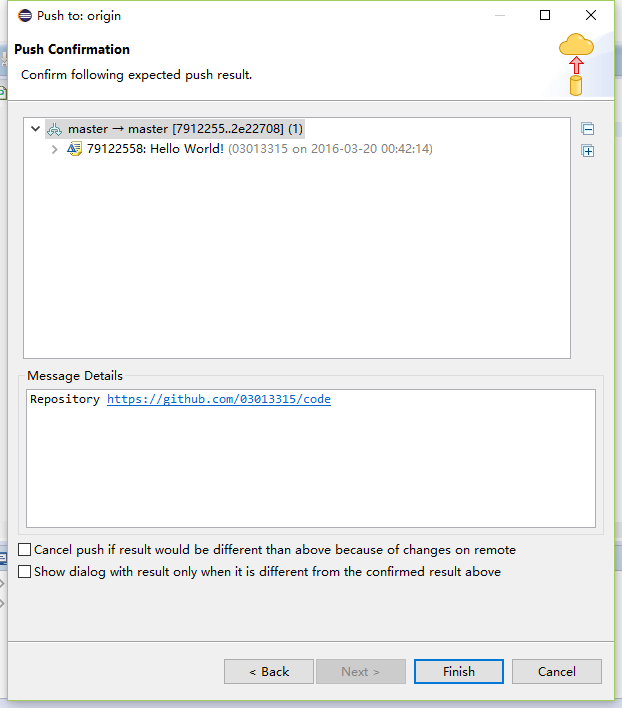 Push to: origin
Push Confirmation
Confirm following expected push result.
master → master [7912255..2e22708] (1)
79122558: Hello World! (03013315 on 2016-03-20 00:42:14)
Message Details
Repository https://github.com/03013315/code
Cancel push if result would be different than above because of changes on remote
Show dialog with result only when it is different from the confirmed result above
< Back
Next >
Finish
Cancel